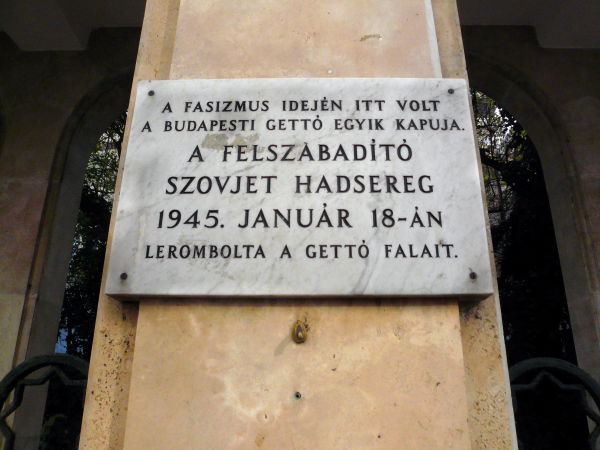 A FASIZMUS IDEJÉN ITT VOLT
A BUDAPESTI GETTÓ EGYIK KAPUJA.
A FELSZABADÍTÓ
SZOVJET HADSEREG
1945. JANUÁR 18-ÁN
LEROMBOLTA A GETTÓ FALAIT.